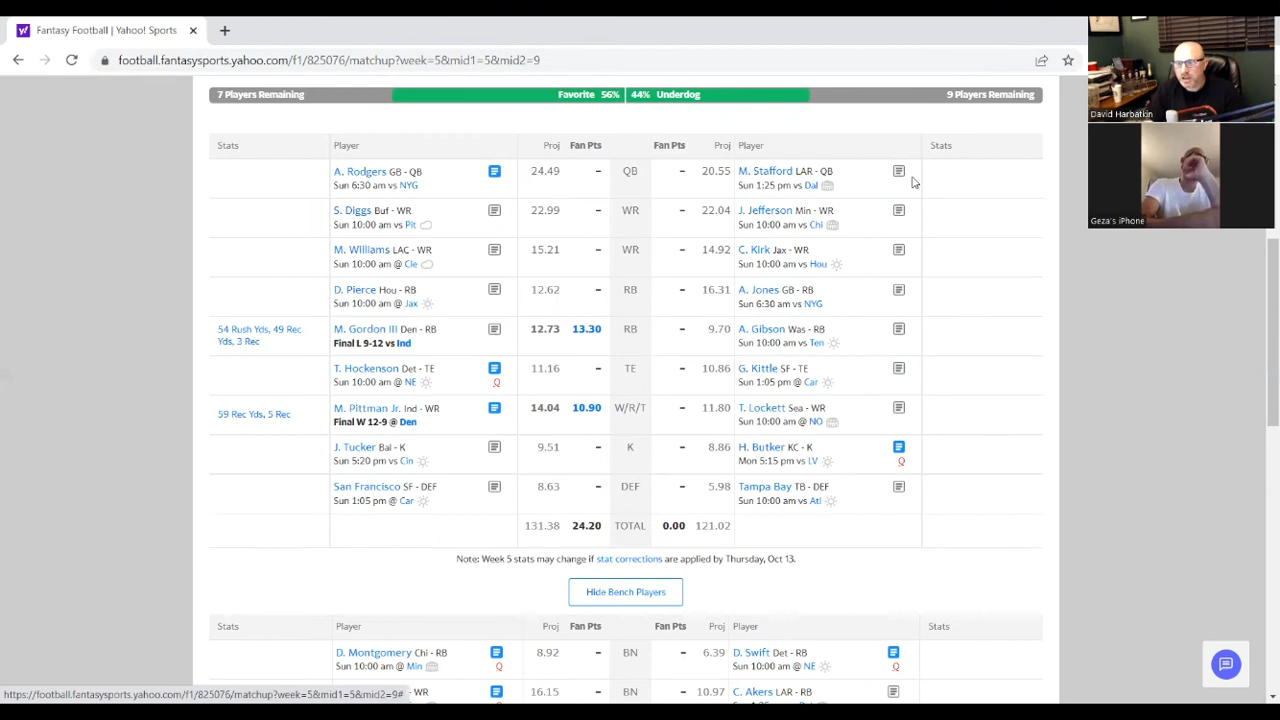 Fantasy Football | Yahoo! Sports
football.fantasysports.yahoo.com/f1/825076/matchup?week=5&mid1=5&mid2=9
David Harbatkin
Geza's iPhone
7 Players Remaining Favorite 56% 44% Underdog 9 Players Remaining
Stats Player Proj Fan Pts Fan Pts Proj Player Stats
A. Rodgers GB - QB 24.49 – QB – 20.55 M. Stafford LAR - QB
Sun 6:30 am vs NYG Sun 1:25 pm vs Dal
S. Diggs Buf - WR 22.99 – WR – 22.04 J. Jefferson Min - WR
Sun 10:00 am vs Pit Sun 10:00 am vs Chi
M. Williams LAC - WR 15.21 – WR – 14.92 C. Kirk Jax - WR
Sun 10:00 am @ Cle Sun 10:00 am vs Hou
D. Pierce Hou - RB 12.62 – RB – 16.31 A. Jones GB - RB
Sun 10:00 am @ Jax Sun 6:30 am vs NYG
54 Rush Yds, 49 Rec M. Gordon III Den - RB 12.73 13.30 RB – 9.70 A. Gibson Was - RB
Yds, 3 Rec Final L 9-12 vs Ind Sun 10:00 am vs Ten
T. Hockenson Det - TE 11.16 – TE – 10.86 G. Kittle SF - TE
Sun 10:00 am @ NE Q Sun 1:05 pm @ Car
59 Rec Yds, 5 Rec M. Pittman Jr. Ind - WR 14.04 10.90 W/R/T – 11.80 T. Lockett Sea - WR
Final W 12-9 @ Den Sun 10:00 am @ NO
J. Tucker Bal - K 9.51 – K – 8.86 H. Butker KC - K
Sun 5:20 pm vs Cin Mon 5:15 pm vs LV Q
San Francisco SF - DEF 8.63 – DEF – 5.98 Tampa Bay TB - DEF
Sun 1:05 pm @ Car Sun 10:00 am vs Atl
131.38 24.20 TOTAL 0.00 121.02
Note: Week 5 stats may change if stat corrections are applied by Thursday, Oct 13.
Hide Bench Players
Stats Player Proj Fan Pts Fan Pts Proj Player Stats
D. Montgomery Chi - RB 8.92 – BN – 6.39 D. Swift Det - RB
Sun 10:00 am @ Min Q Sun 10:00 am @ NE Q
- WR 16.15 – BN – 10.97 C. Akers LAR - RB
https://football.fantasysports.yahoo.com/f1/825076/matchup?week=5&mid1=5&mid2=9#